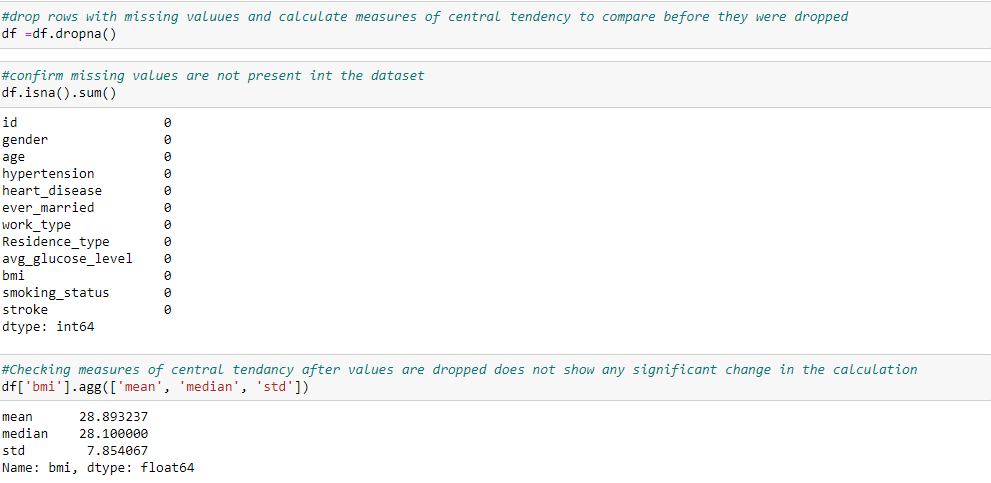 #drop rows with missing valuues and calculate measures of central tendency to compare before they were dropped
df =df.dropna()
#confirm missing values are not present int the dataset
df.isna().sum()
id 0
gender 0
age 0
hypertension 0
heart_disease 0
ever_married 0
work_type 0
Residence_type 0
avg_glucose_level 0
bmi 0
smoking_status 0
stroke 0
dtype: int64
#Checking measures of central tendancy after values are dropped does not show any significant change in the calculation
df['bmi'].agg(['mean', 'median', 'std'])
mean 28.893237
median 28.100000
std 7.854067
Name: bmi, dtype: float64